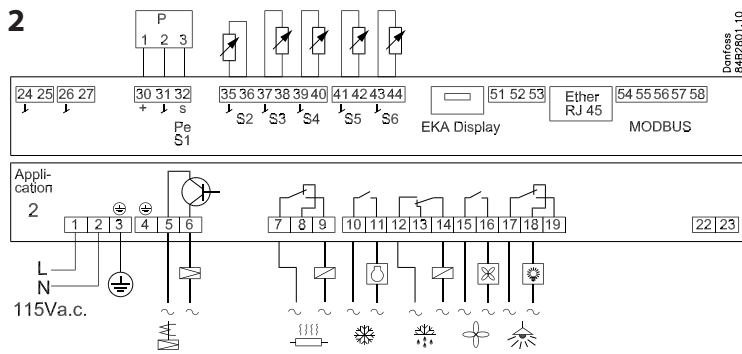 2
P
1 2 3
Danfoss
84B2801.10
24 25 26 27 30 31 32 35 36 37 38 39 40 41 42 43 44 51 52 53 54 55 56 57 58
+ s
Pe
S1
S2 S3 S4 S5 S6
EKA Display
Ether
RJ 45
MODBUS
Appli-
cation
2
1 2 3 4 5 6 7 8 9 10 11 12 13 14 15 16 17 18 19 22 23
L
N
115Va.c.